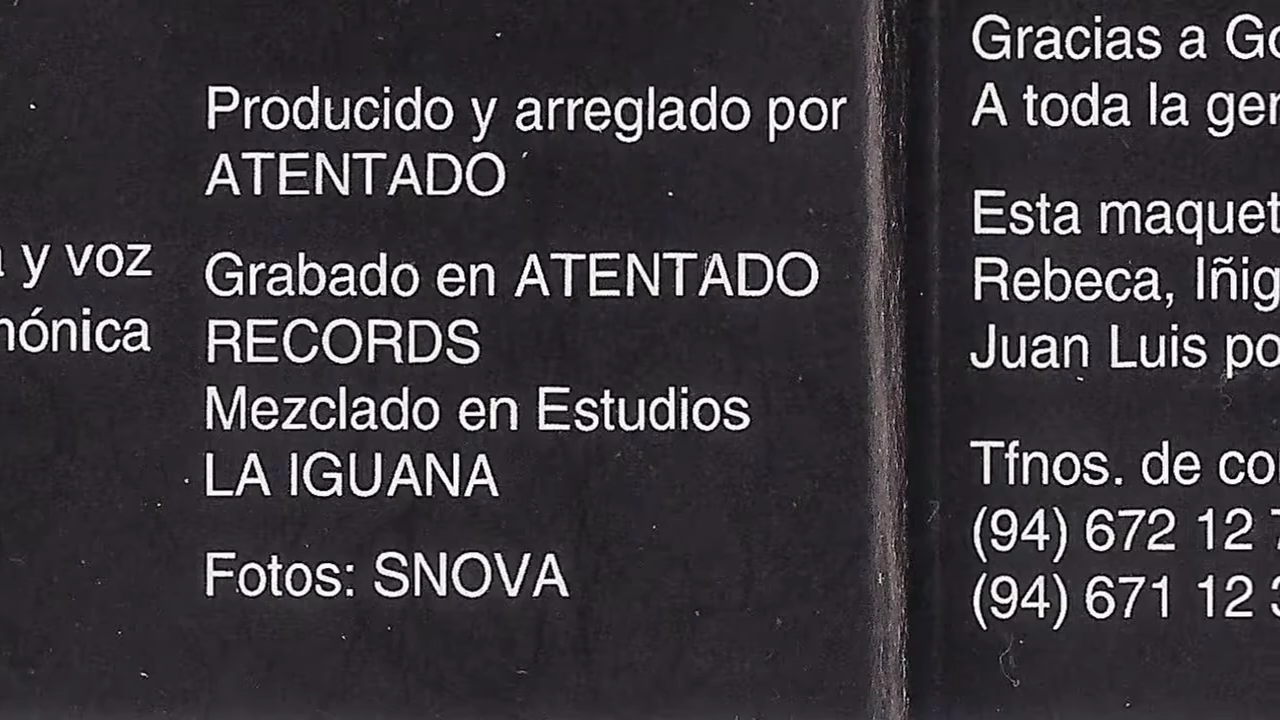 y voz
Producido y arreglado por
ATENTADO
Grabado en ATENTADO
RECORDS
Mezclado en Estudios
LA IGUANA
Fotos: SNOVA
Gracias a
A toda la
Esta
Rebeca,
Juan Luis
Tfnos. de
(94) 672 12
(94) 671 12